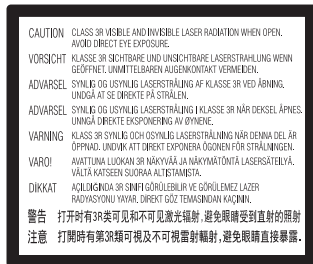 CAUTION CLASS 3R VISIBLE AND INVISIBLE LASER RADIATION WHEN OPEN.
AVOID DIRECT EYE EXPOSURE.
VORSICHT KLASSE 3R SICHTBARE UND UNSICHTBARE LASERSTRAHLUNG WENN
GEÖFFNET. UNMITTELBAREN AUGENKONTAKT VERMEIDEN.
ADVARSEL SYNLIG OG USYNLIG LASERSTRÅLING AF KLASSE 3R VED ÅBNING.
UNDGÅ AT SE DIREKTE PÅ STRÅLEN.
ADVARSEL SYNLIG OG USYNLIG LASERSTRÅLING I KLASSE 3R NÅR DEKSEL ÅPNES.
UNNGÅ DIREKTE EKSPONERING AV ØYNENE.
VARNING KLASS 3R SYNLIG OCH OSYNLIG LASERSTRÅLNING NÄR DENNA DEL ÄR
ÖPPNAD. UNDVIK ATT DIREKT EXPONERA ÖGONEN FÖR STRÅLNINGEN.
VARO! AVATTUNA LUOKAN 3R NÄKYVÄÄ JA NÄKYMÄTÖNTÄ LASERSÄTEILYÄ.
VÄLTÄ KATSEEN SUORAA ALTISTAMISTA.
DIKKAT AÇILDIGINDA 3R SINIFI GÖRÜLEBILIR VE GÖRÜLEMEZ LAZER
RADYASYONU YAYAR. DIREKT GÖZ TEMASINDAN KAÇININ.
警告 打开时有3R类可见和不可见激光辐射,避免眼睛受到直射的照射
注意 打開時有第3R類可視及不可視雷射輻射,避免眼睛直接暴露。